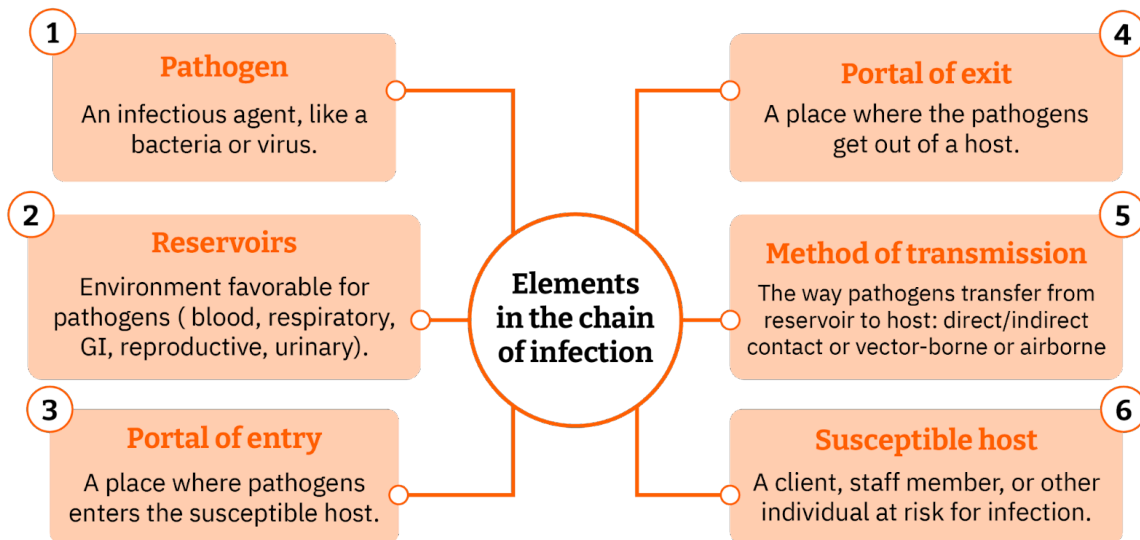 1
Pathogen
An infectious agent, like a
bacteria or virus.
2
Reservoirs
Environment favorable for
pathogens ( blood, respiratory,
GI, reproductive, urinary).
3
Portal of entry
A place where pathogens
enters the susceptible host.
Elements
in the chain
of infection
4
Portal of exit
A place where the pathogens
get out of a host.
5
Method of transmission
The way pathogens transfer from
reservoir to host: direct/indirect
contact or vector-borne or airborne
6
Susceptible host
A client, staff member, or other
individual at risk for infection.